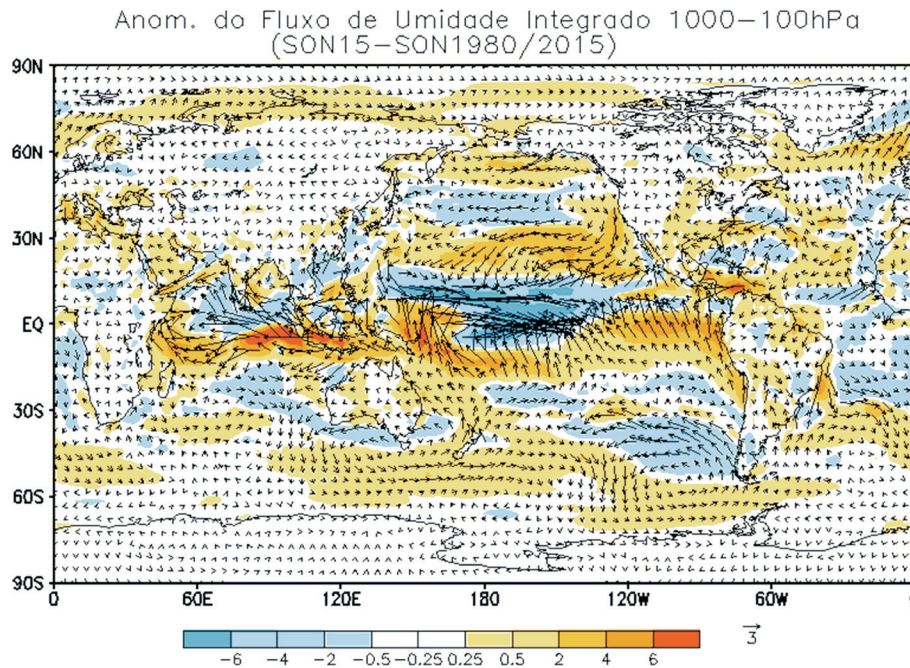 Anom. do Fluxo de Umidade Integrado 1000−100hPa
(SON15−SON1980/2015)
90N
60N
30N
EQ
30S
60S
90S
0 60E 120E 180 120W 60W 0
3
−6 −4 −2 −0.5 −0.25 0.25 0.5 2 4 6